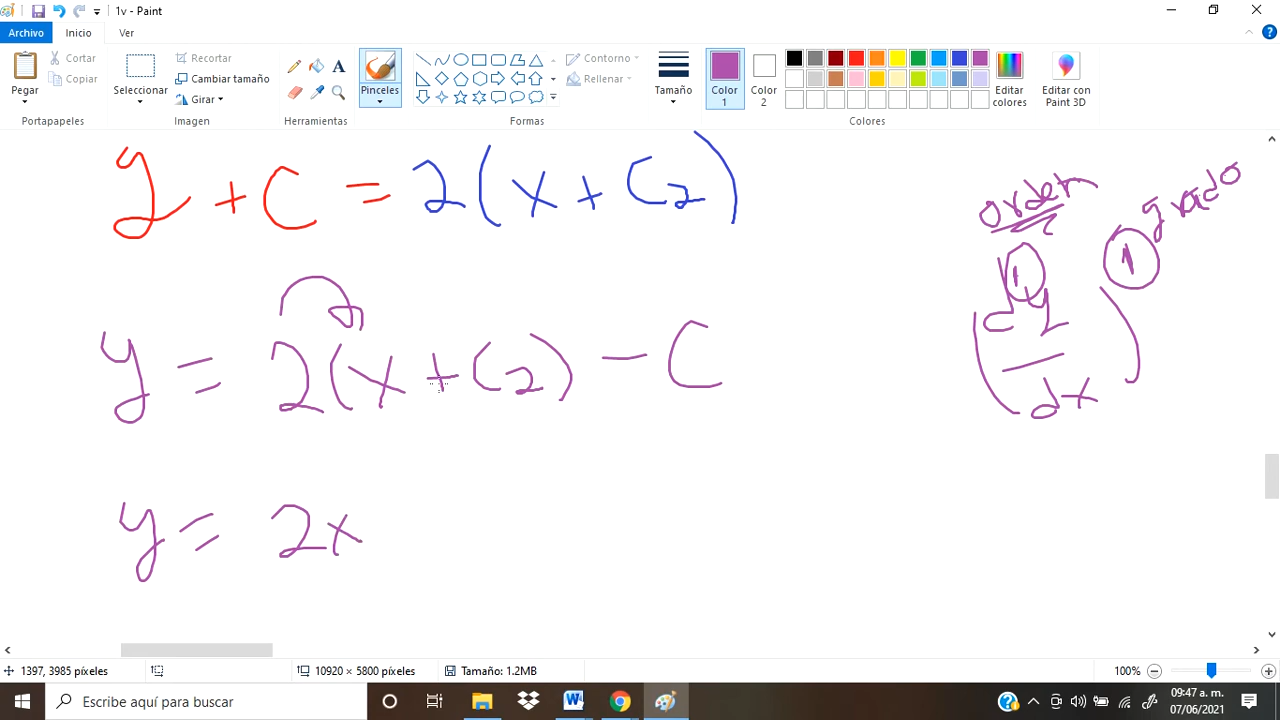 1v - Paint
Archivo
Inicio
Ver
Pegar
Cortar
Copiar
Portapapeles
Seleccionar
Recortar
Cambiar tamaño
Girar
Imagen
A
Pinceles
Herramientas
Contorno
Rellenar
Formas
Tamaño
Color 1
Color 2
Editar colores
Editar con Paint 3D
Colores
y + C = 2(x + C2)
orden
grado
1
1
(dy/dx)
y = 2(x + C2) - C
y = 2x
1397, 3985 píxeles
10920 × 5800 píxeles
Tamaño: 1.2MB
100%
Escribe aquí para buscar
09:47 a. m.
07/06/2021